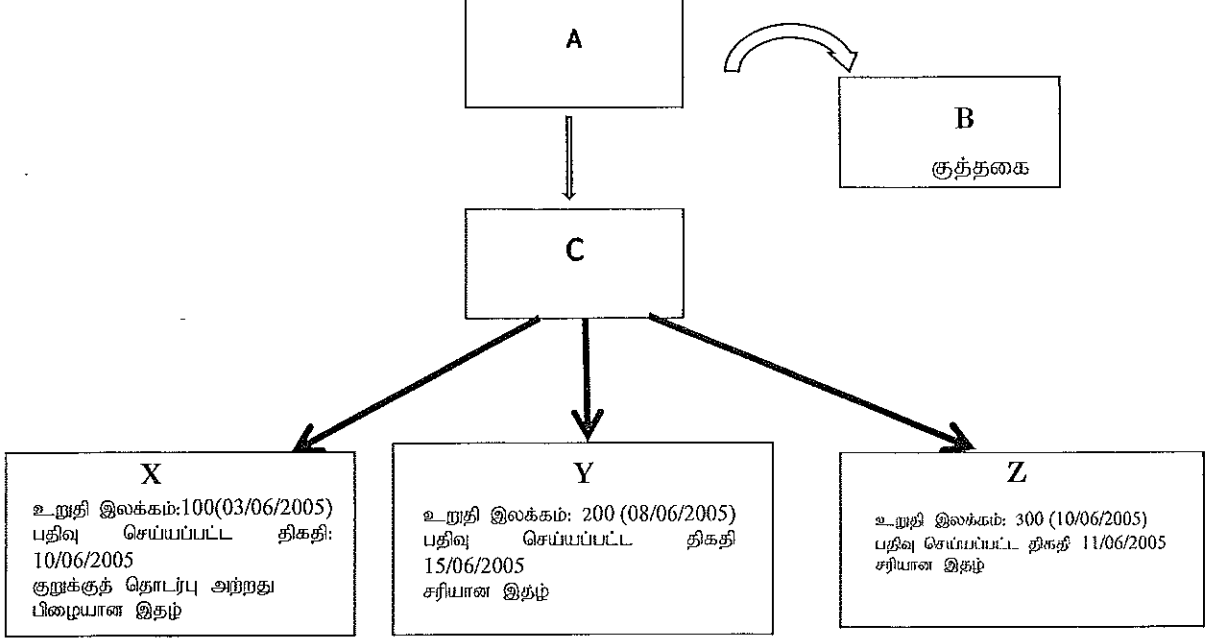 A
B
குத்தகை
C
X
உறுதி இலக்கம்:100(03/06/2005)
பதிவு செய்யப்பட்ட திகதி:
10/06/2005
குறுக்குத் தொடர்பு அற்றது
பிழையான இதழ்
Y
உறுதி இலக்கம்: 200 (08/06/2005)
பதிவு செய்யப்பட்ட திகதி
15/06/2005
சரியான இதழ்
Z
உறுதி இலக்கம்: 300 (10/06/2005)
பதிவு செய்யப்பட்ட திகதி 11/06/2005
சரியான இதழ்